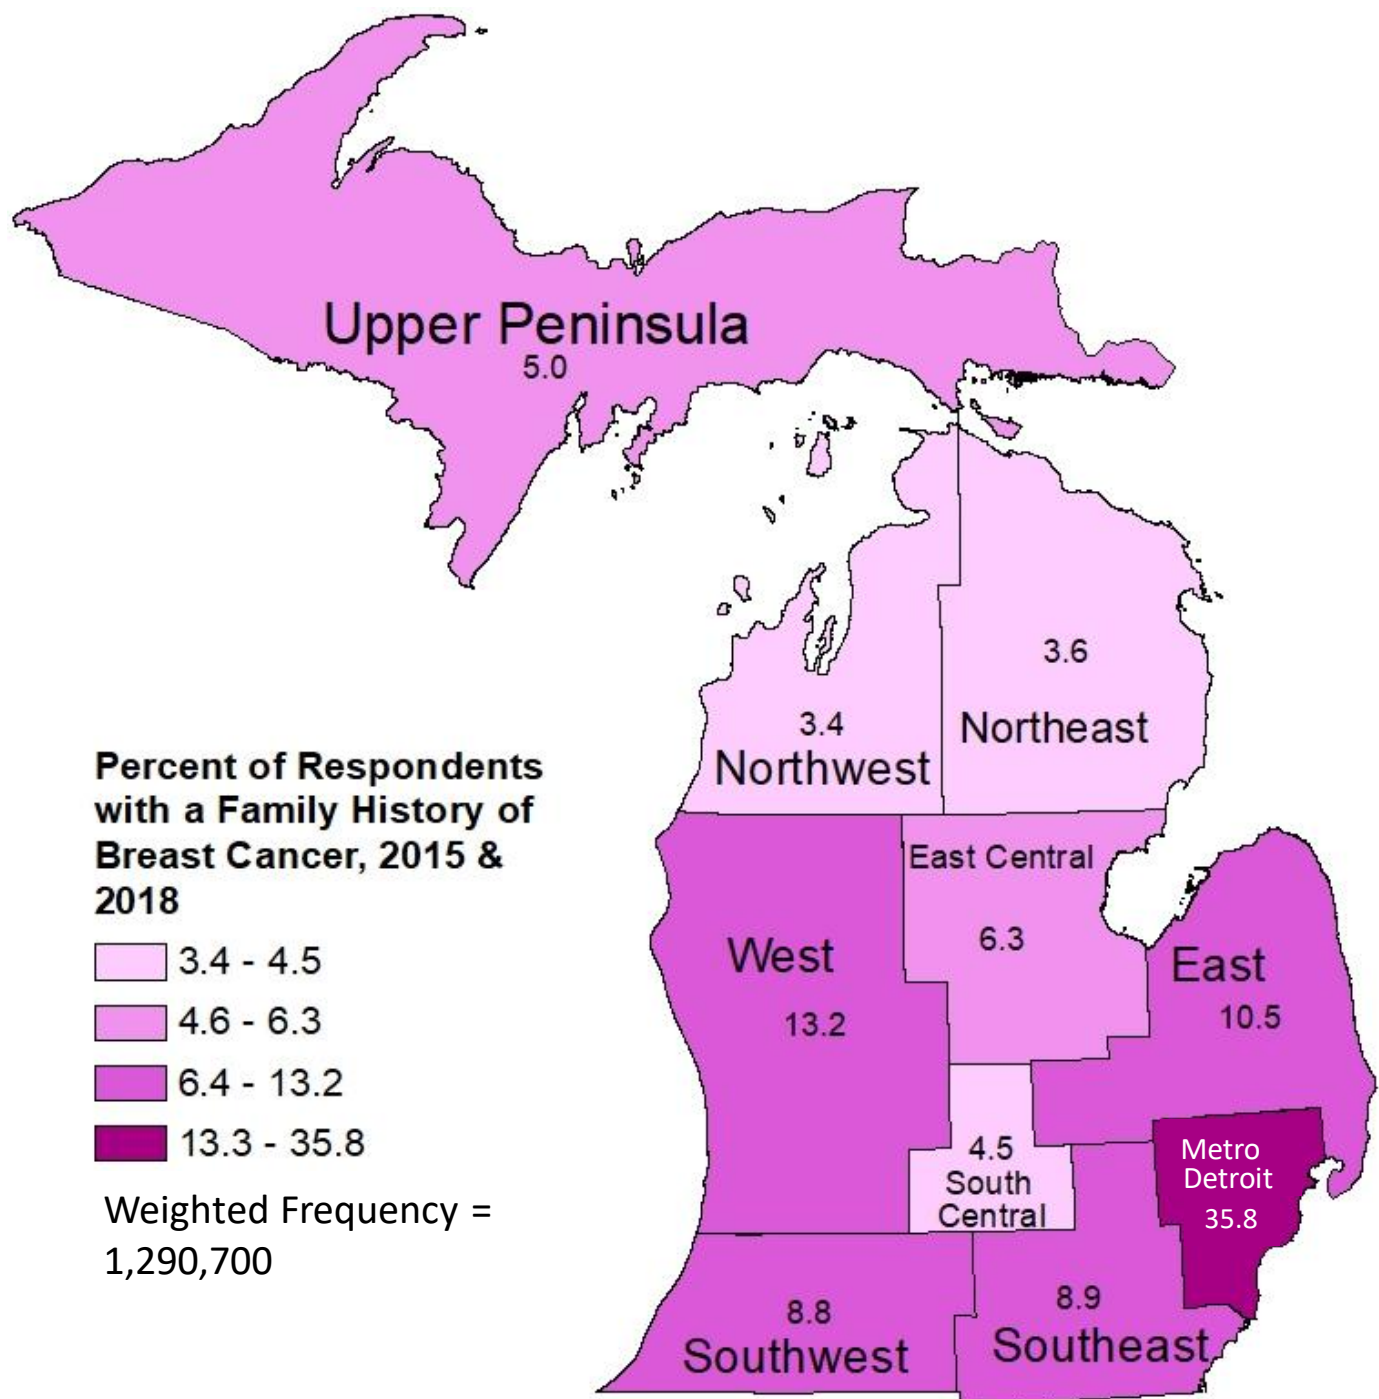 Upper Peninsula
5.0
3.6
Northeast
3.4
Northwest
Percent of Respondents
with a Family History of
Breast Cancer, 2015 &
2018
3.4 - 4.5
4.6 - 6.3
6.4 - 13.2
13.3 - 35.8
Weighted Frequency =
1,290,700
East Central
6.3
West
13.2
East
10.5
4.5
South
Central
Metro
Detroit
35.8
8.8
Southwest
8.9
Southeast